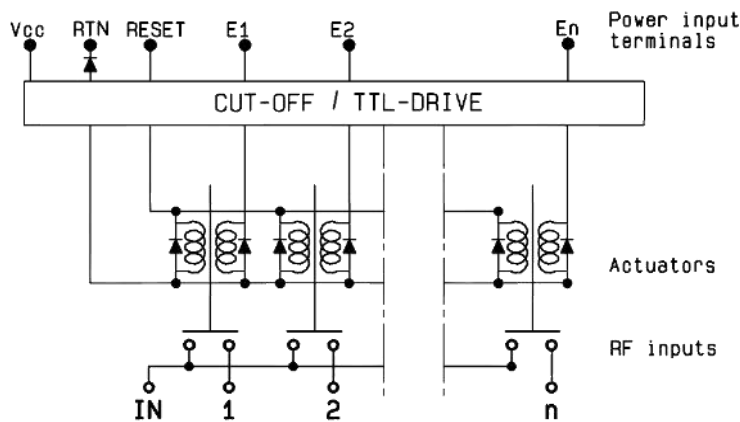 Vcc RTN RESET E1 E2 En
Power input
terminals
CUT-OFF / TTL-DRIVE
Actuators
RF inputs
IN 1 2 n